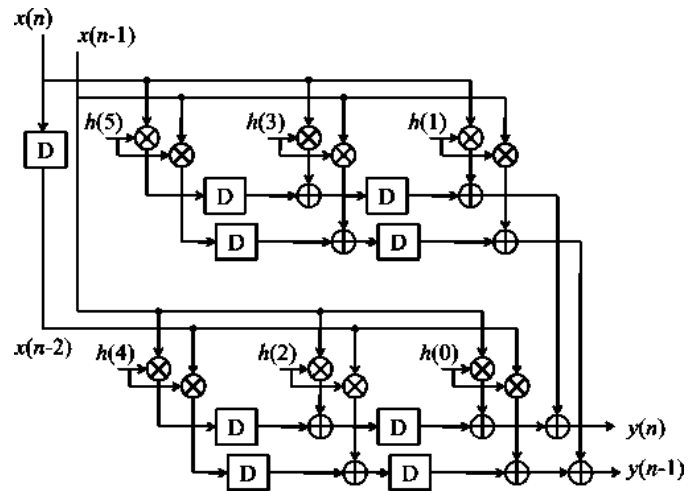 x(n)
x(n-1)
h(5) h(3) h(1)
D
D D
D D
x(n-2)
h(4) h(2) h(0)
D D
y(n)
D D
y(n-1)